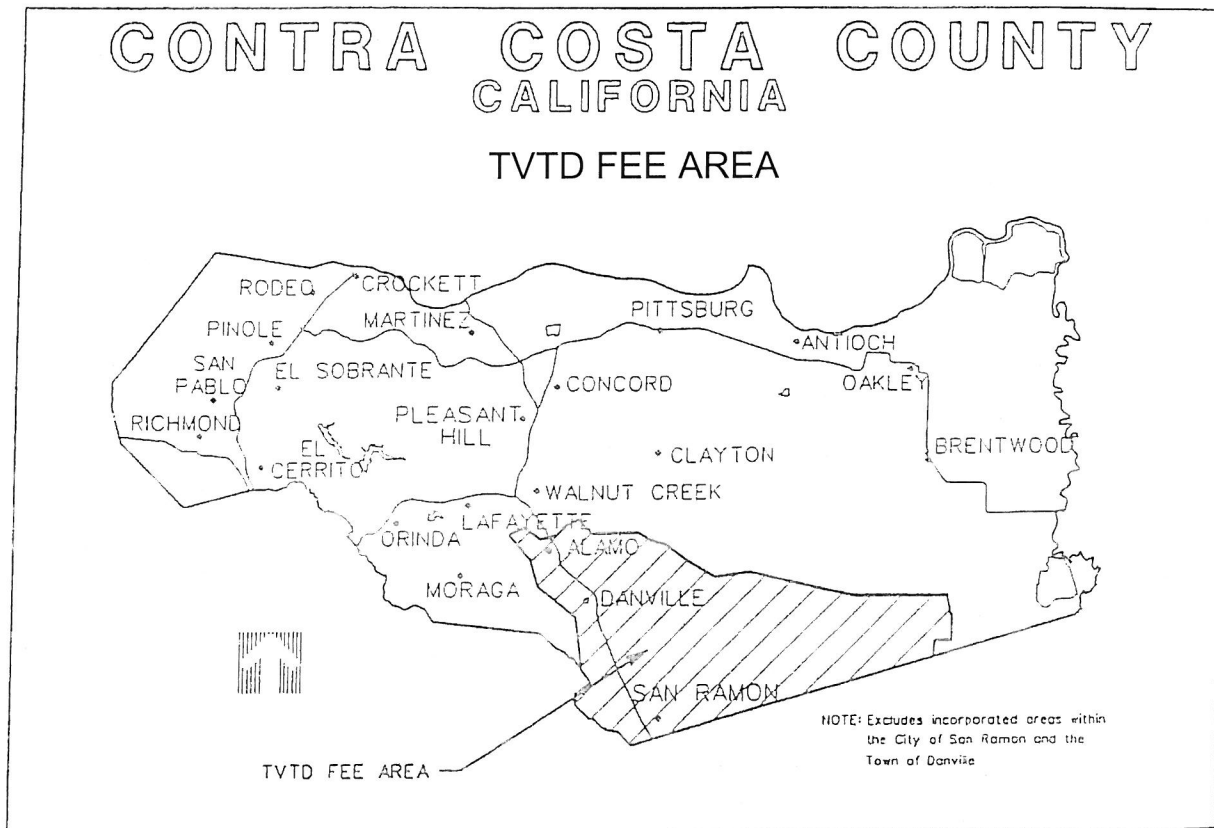 CONTRA COSTA COUNTY
CALIFORNIA
TVTD FEE AREA
RODEO
CROCKETT
PINOLE
MARTINEZ
PITTSBURG
SAN
PABLO
EL SOBRANTE
ANTIOCH
CONCORD
OAKLEY
RICHMOND
PLEASANT
HILL
EL
CERRITO
CLAYTON
BRENTWOOD
WALNUT CREEK
LAFAYETTE
ORINDA
ALAMO
MORAGA
DANVILLE
SAN RAMON
NOTE: Excludes incorporated areas within
the City of San Ramon and the
Town of Danville
TVTD FEE AREA